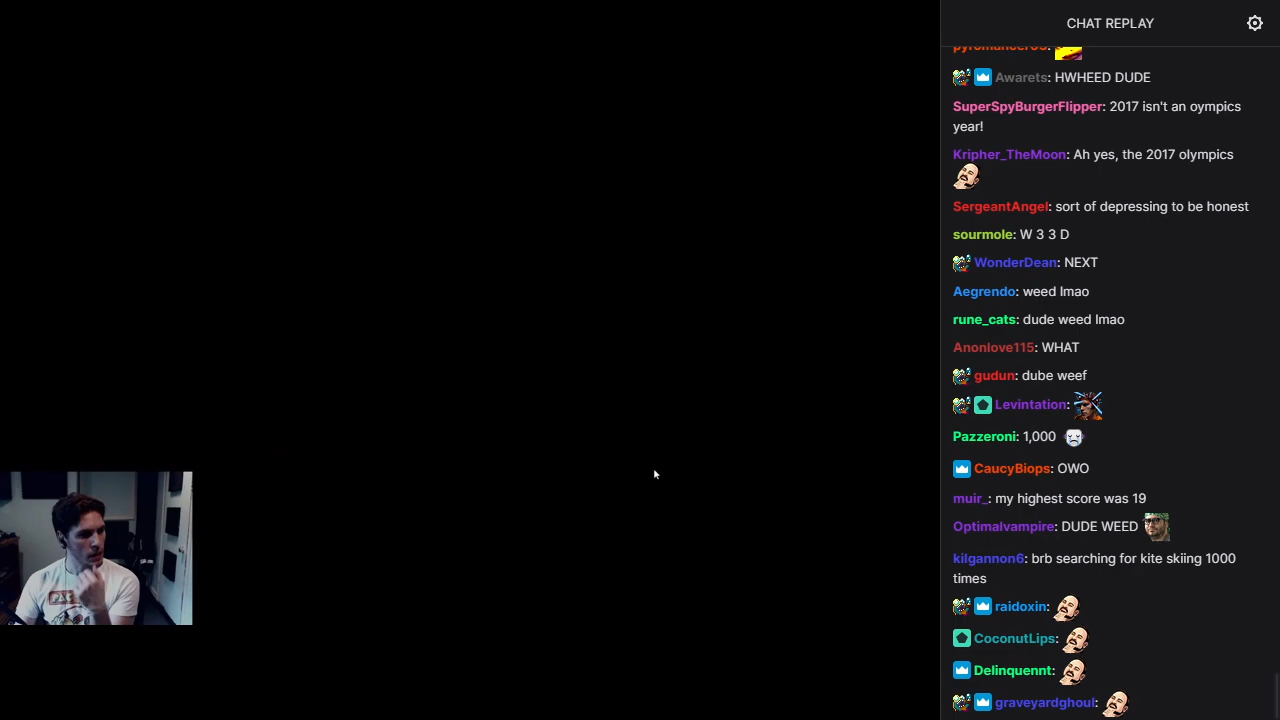 CHAT REPLAY
pyromancer65:
Awarets: HWHEED DUDE
SuperSpyBurgerFlipper: 2017 isn't an oympics
year!
Kripher_TheMoon: Ah yes, the 2017 olympics
SergeantAngel: sort of depressing to be honest
sourmole: W 3 3 D
WonderDean: NEXT
Aegrendo: weed lmao
rune_cats: dude weed lmao
Anonlove115: WHAT
gudun: dube weef
Levintation:
Pazzeroni: 1,000
CaucyBiops: OWO
muir_: my highest score was 19
Optimalvampire: DUDE WEED
kilgannon6: brb searching for kite skiing 1000
times
raidoxin:
CoconutLips:
Delinquennt:
graveyardghoul: